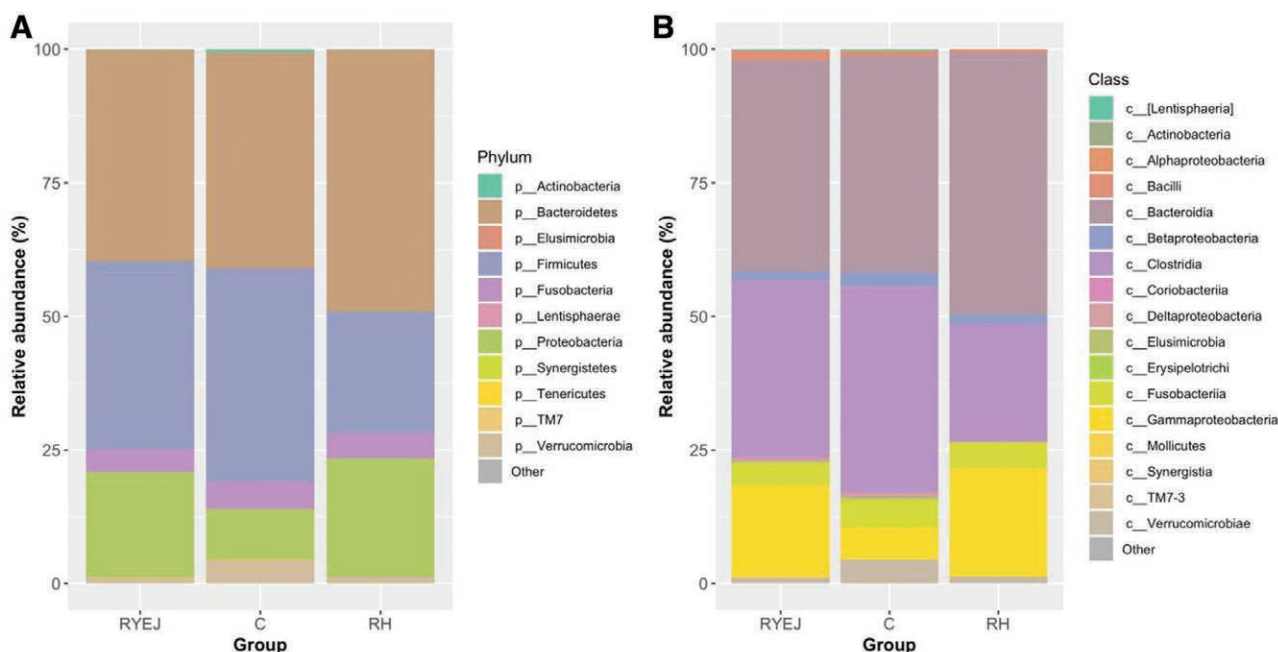 A
100
75
50
25
0
Relative abundance (%)
RYEJ
C
RH
Group
Phylum
p__Actinobacteria
p__Bacteroidetes
p__Elusimicrobia
p__Firmicutes
p__Fusobacteria
p__Lentisphaerae
p__Proteobacteria
p__Synergistetes
p__Tenericutes
p__TM7
p__Verrucomicrobia
Other
B
100
75
50
25
0
Relative abundance (%)
RYEJ
C
RH
Group
Class
c__[Lentisphaeria]
c__Actinobacteria
c__Alphaproteobacteria
c__Bacilli
c__Bacteroidia
c__Betaproteobacteria
c__Clostridia
c__Coriobacteriia
c__Deltaproteobacteria
c__Elusimicrobia
c__Erysipelotrichi
c__Fusobacteriia
c__Gammaproteobacteria
c__Mollicutes
c__Synergistia
c__TM7-3
c__Verrucomicrobiae
Other